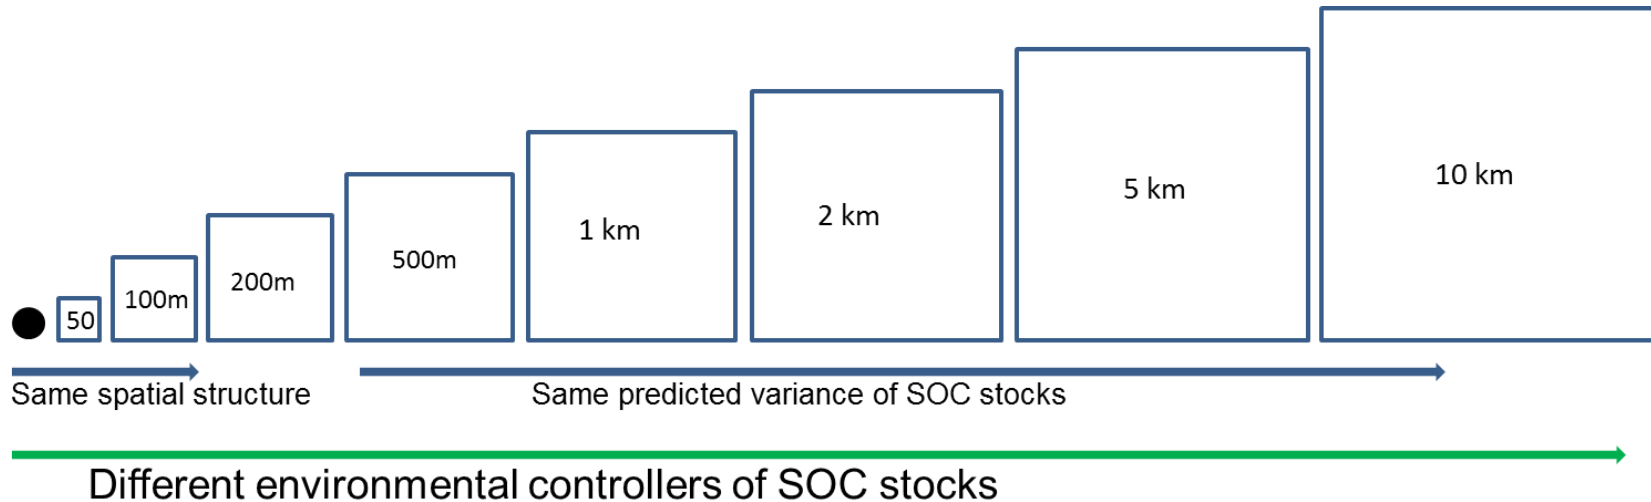 50
100m
200m
500m
1 km
2 km
5 km
10 km
Same spatial structure
Same predicted variance of SOC stocks
Different environmental controllers of SOC stocks